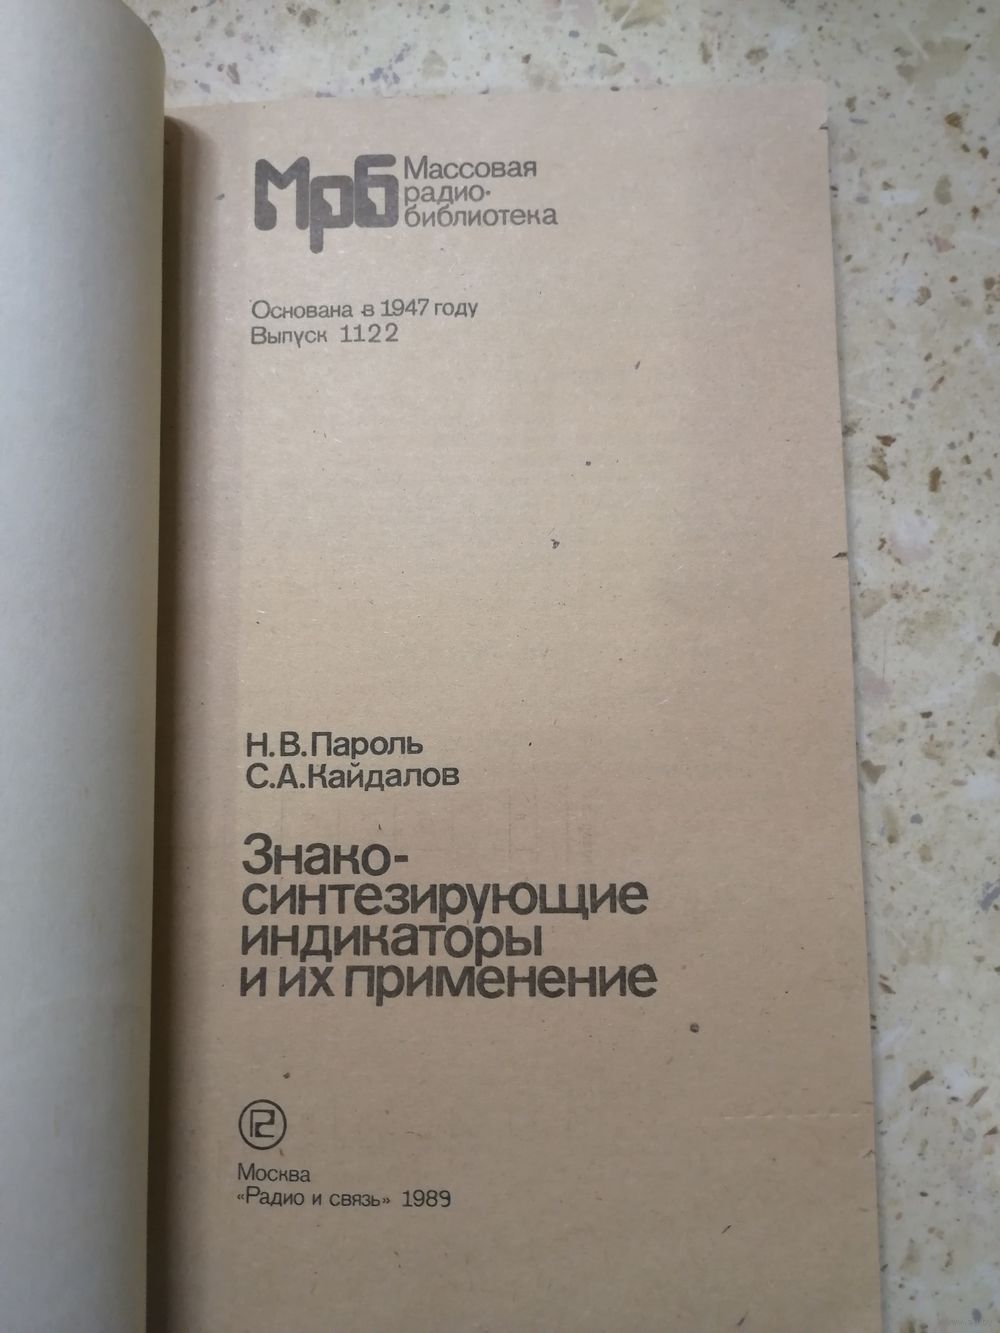 Мрб
Массовая
радио-
библиотека
Основана в 1947 году
Выпуск 1122
Н. В. Пароль
С. А. Кайдалов
Знако-
синтезирующие
индикаторы
и их применение
Москва
«Радио и связь» 1989